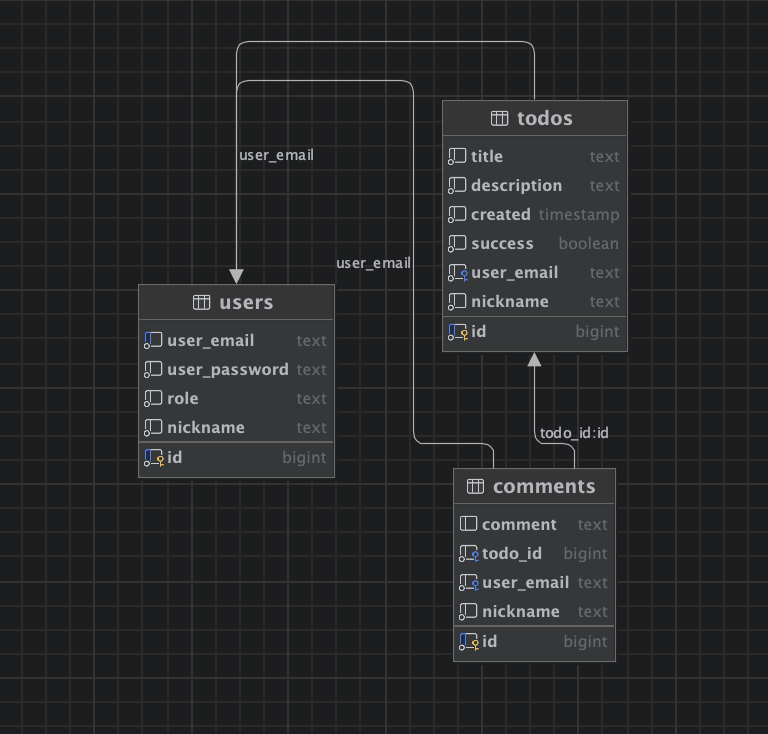 todos
title text
description text
created timestamp
success boolean
user_email text
nickname text
id bigint
user_email
user_email
users
user_email text
user_password text
role text
nickname text
id bigint
todo_id:id
comments
comment text
todo_id bigint
user_email text
nickname text
id bigint